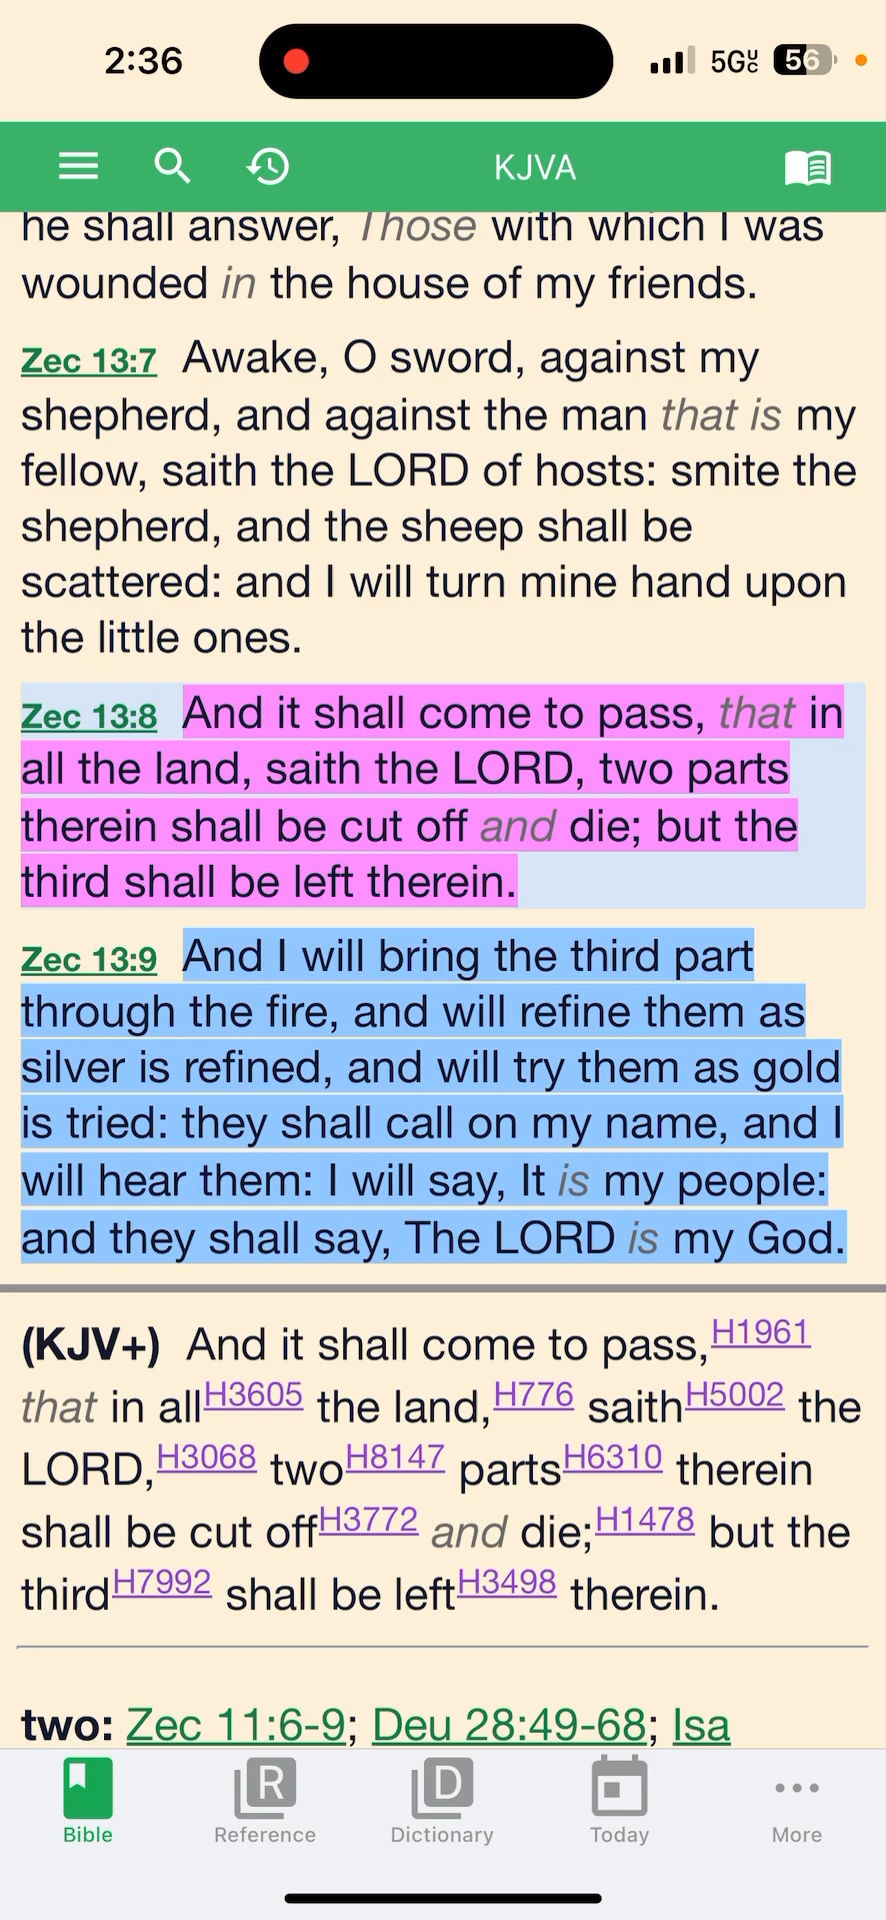 2:36 5G UC 56
KJVA
he shall answer, Those with which I was
wounded in the house of my friends.
Zec 13:7 Awake, O sword, against my
shepherd, and against the man that is my
fellow, saith the LORD of hosts: smite the
shepherd, and the sheep shall be
scattered: and I will turn mine hand upon
the little ones.
Zec 13:8 And it shall come to pass, that in
all the land, saith the LORD, two parts
therein shall be cut off and die; but the
third shall be left therein.
Zec 13:9 And I will bring the third part
through the fire, and will refine them as
silver is refined, and will try them as gold
is tried: they shall call on my name, and I
will hear them: I will say, It is my people:
and they shall say, The LORD is my God.
(KJV+) And it shall come to pass,H1961
that in allH3605 the land,H776 saithH5002 the
LORD,H3068 twoH8147 partsH6310 therein
shall be cut offH3772 and die;H1478 but the
thirdH7992 shall be leftH3498 therein.
two: Zec 11:6-9; Deu 28:49-68; Isa
R D
Bible Reference Dictionary Today More